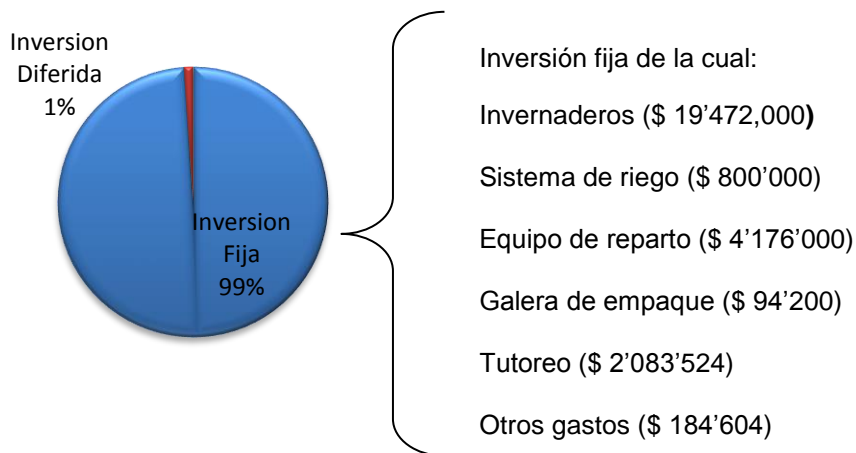 Inversion
Diferida
1%
Inversion
Fija
99%
Inversión fija de la cual:
Invernaderos ($ 19’472,000)
Sistema de riego ($ 800’000)
Equipo de reparto ($ 4’176’000)
Galera de empaque ($ 94’200)
Tutoreo ($ 2’083’524)
Otros gastos ($ 184’604)